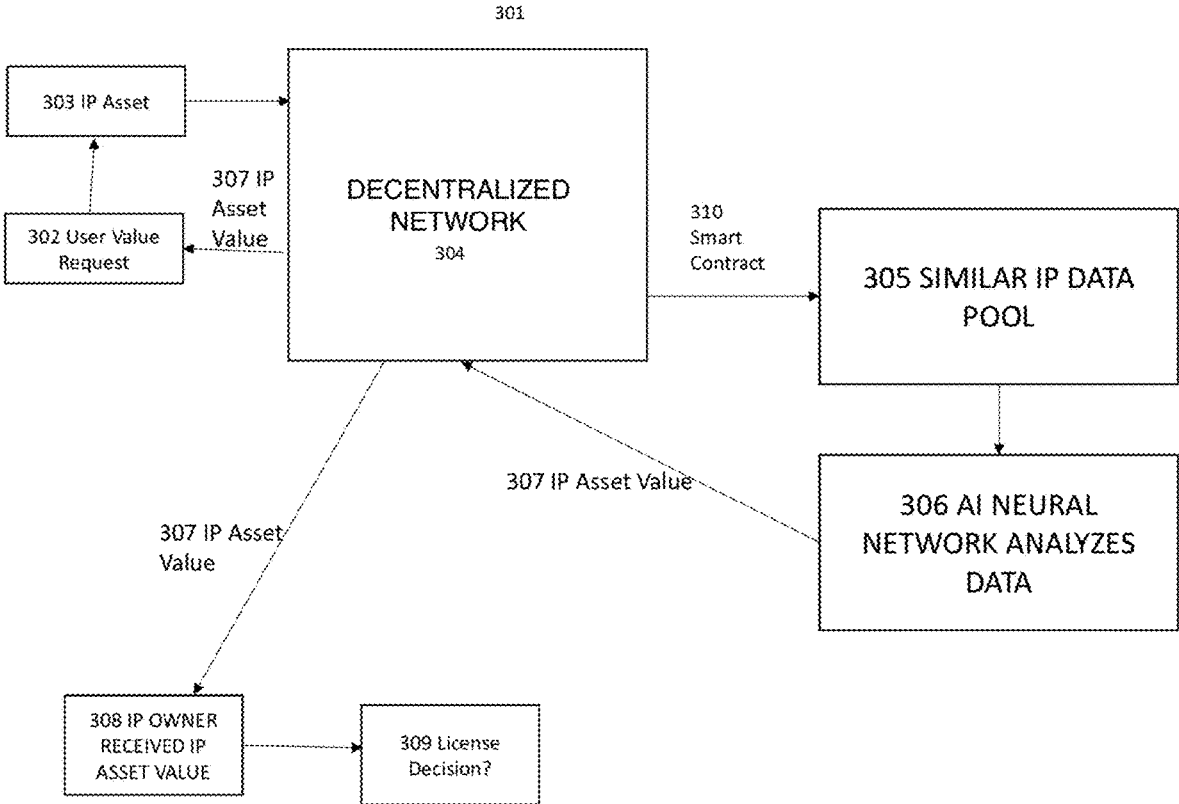 301
303 IP Asset
307 IP
Asset
Value
302 User Value
Request
DECENTRALIZED
NETWORK
304
310
Smart
Contract
305 SIMILAR IP DATA
POOL
307 IP Asset Value
306 AI NEURAL
NETWORK ANALYZES
DATA
307 IP Asset
Value
308 IP OWNER
RECEIVED IP
ASSET VALUE
309 License
Decision?